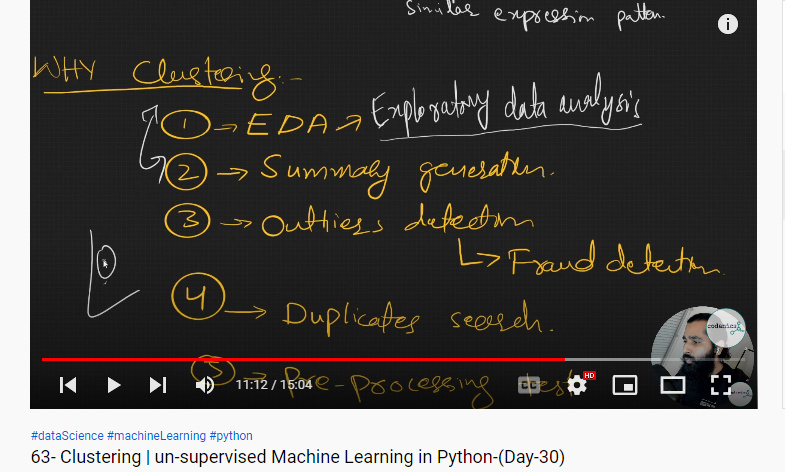 Similar expression patten.
WHY Clustering:-
1 → EDA → Exploratory data analysis
2 → Summary generation.
3 → Outliers detection
↳ Fraud detection
4 → Duplicates search.
5 → Pre-processing
codanics
HD
CC
11:12 / 15:04
#dataScience #machineLearning #python
63- Clustering | un-supervised Machine Learning in Python-(Day-30)